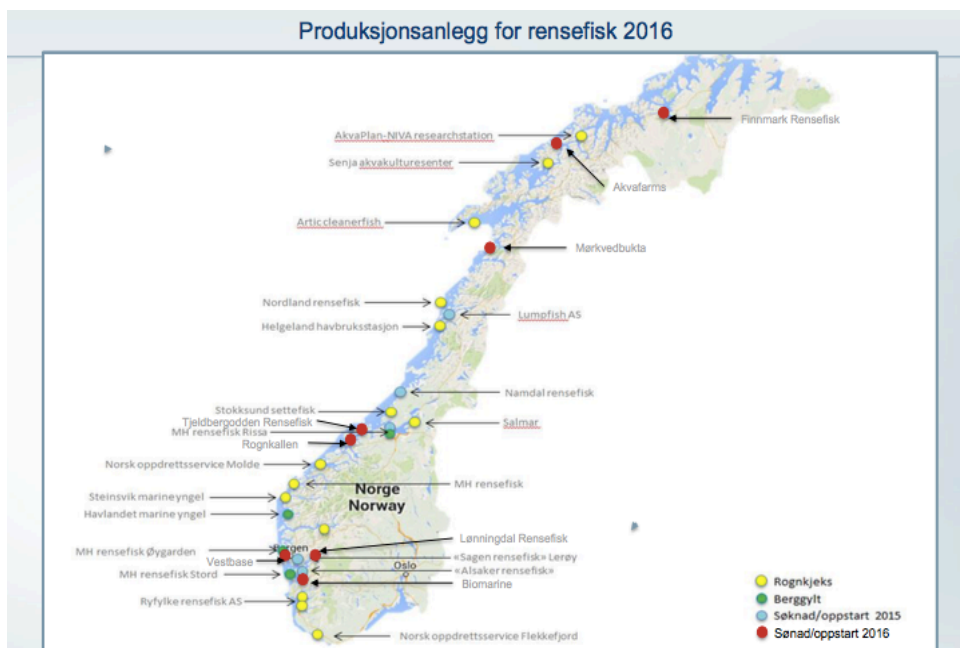 Produksjonsanlegg for rensefisk 2016
Finnmark Rensefisk
AkvaPlan-NIVA researchstation
Senja akvakultursenter
Akvafarms
Artic cleanerfish
Mørkvedbukta
Nordland rensefisk
Lumpfish AS
Helgeland havbruksstasjon
Namdal rensefisk
Stokksund settefisk
Tjeldbergodden Rensefisk
Salmar
MH rensefisk Rissa
Rognkallen
Norsk oppdrettsservice Molde
MH rensefisk
Steinsvik marine yngel
Norge
Norway
Havlandet marine yngel
Lønningdal Rensefisk
MH rensefisk Øygarden
Bergen
«Sagen rensefisk» Lerøy
Vestbase
Oslo
«Alsaker rensefisk»
MH rensefisk Stord
Biomarine
Ryfylke rensefisk AS
Norsk oppdrettsservice Flekkefjord
Rognkjeks
Berggylt
Søknad/oppstart 2015
Sønad/oppstart 2016